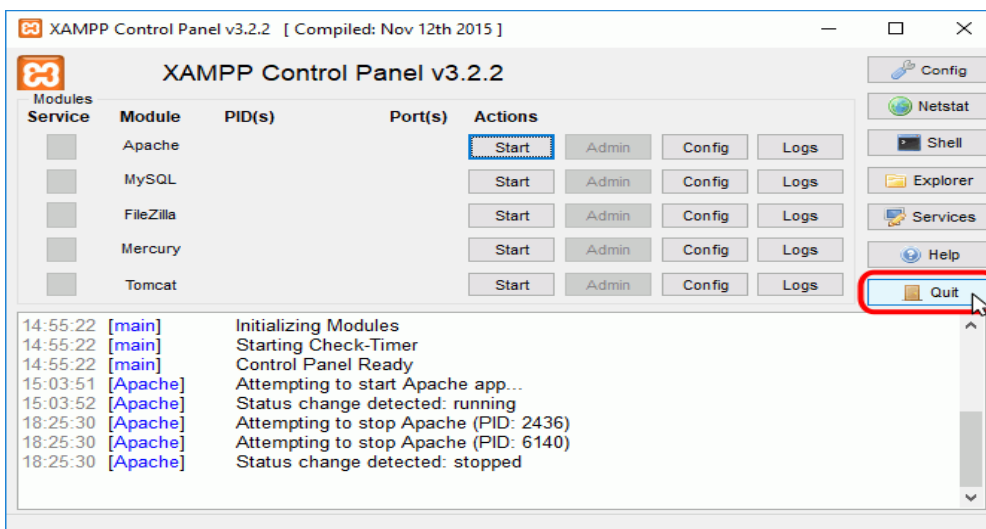 XAMPP Control Panel v3.2.2 [ Compiled: Nov 12th 2015 ]
XAMPP Control Panel v3.2.2
Config
Modules
Service Module PID(s) Port(s) Actions
Netstat
Apache Start Admin Config Logs
Shell
MySQL Start Admin Config Logs
Explorer
FileZilla Start Admin Config Logs
Services
Mercury Start Admin Config Logs
Help
Tomcat Start Admin Config Logs
Quit
14:55:22 [main] Initializing Modules
14:55:22 [main] Starting Check-Timer
14:55:22 [main] Control Panel Ready
15:03:51 [Apache] Attempting to start Apache app...
15:03:52 [Apache] Status change detected: running
18:25:30 [Apache] Attempting to stop Apache (PID: 2436)
18:25:30 [Apache] Attempting to stop Apache (PID: 6140)
18:25:30 [Apache] Status change detected: stopped